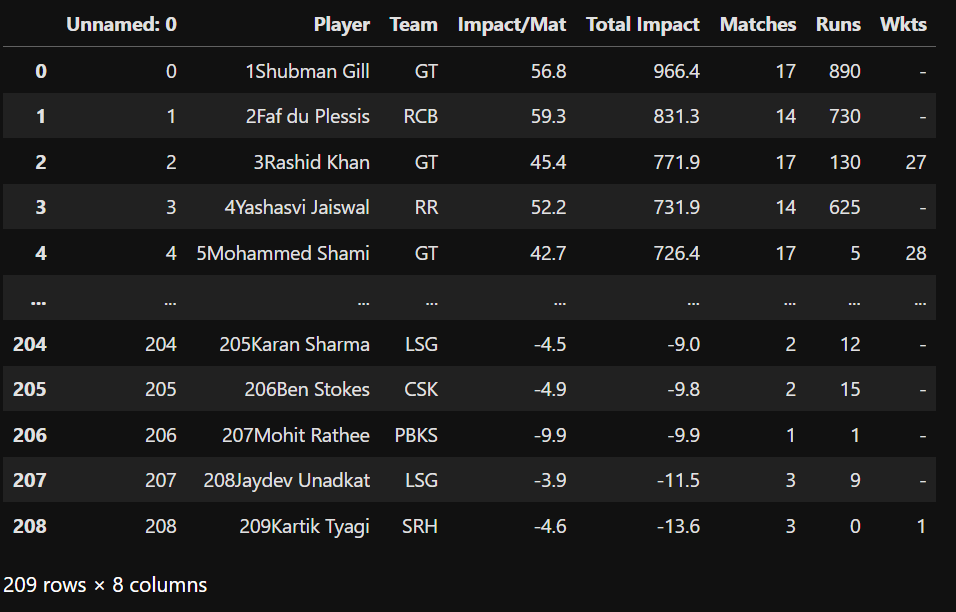 Unnamed: 0 Player Team Impact/Mat Total Impact Matches Runs Wkts
0 0 1Shubman Gill GT 56.8 966.4 17 890 -
1 1 2Faf du Plessis RCB 59.3 831.3 14 730 -
2 2 3Rashid Khan GT 45.4 771.9 17 130 27
3 3 4Yashasvi Jaiswal RR 52.2 731.9 14 625 -
4 4 5Mohammed Shami GT 42.7 726.4 17 5 28
... ... ... ... ... ... ... ... ...
204 204 205Karan Sharma LSG -4.5 -9.0 2 12 -
205 205 206Ben Stokes CSK -4.9 -9.8 2 15 -
206 206 207Mohit Rathee PBKS -9.9 -9.9 1 1 -
207 207 208Jaydev Unadkat LSG -3.9 -11.5 3 9 -
208 208 209Kartik Tyagi SRH -4.6 -13.6 3 0 1
209 rows × 8 columns